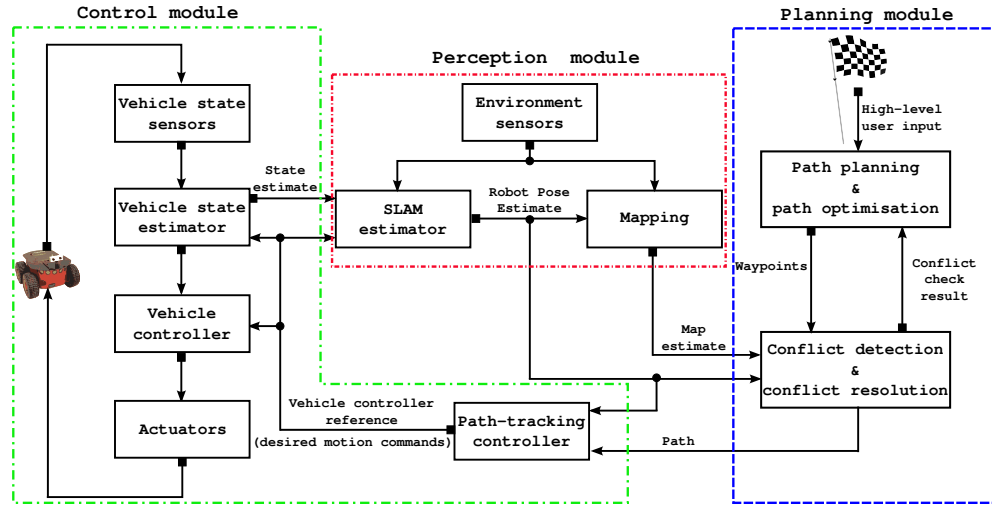 Control module
Planning module
Perception module
Vehicle state
sensors
Environment
sensors
High-level
user input
State
estimate
Path planning
&
path optimisation
Vehicle state
estimator
SLAM
estimator
Robot Pose
Estimate
Mapping
Waypoints
Conflict
check
result
Vehicle
controller
Map
estimate
Conflict detection
&
conflict resolution
Actuators
Vehicle controller
reference
(desired motion commands)
Path-tracking
controller
Path